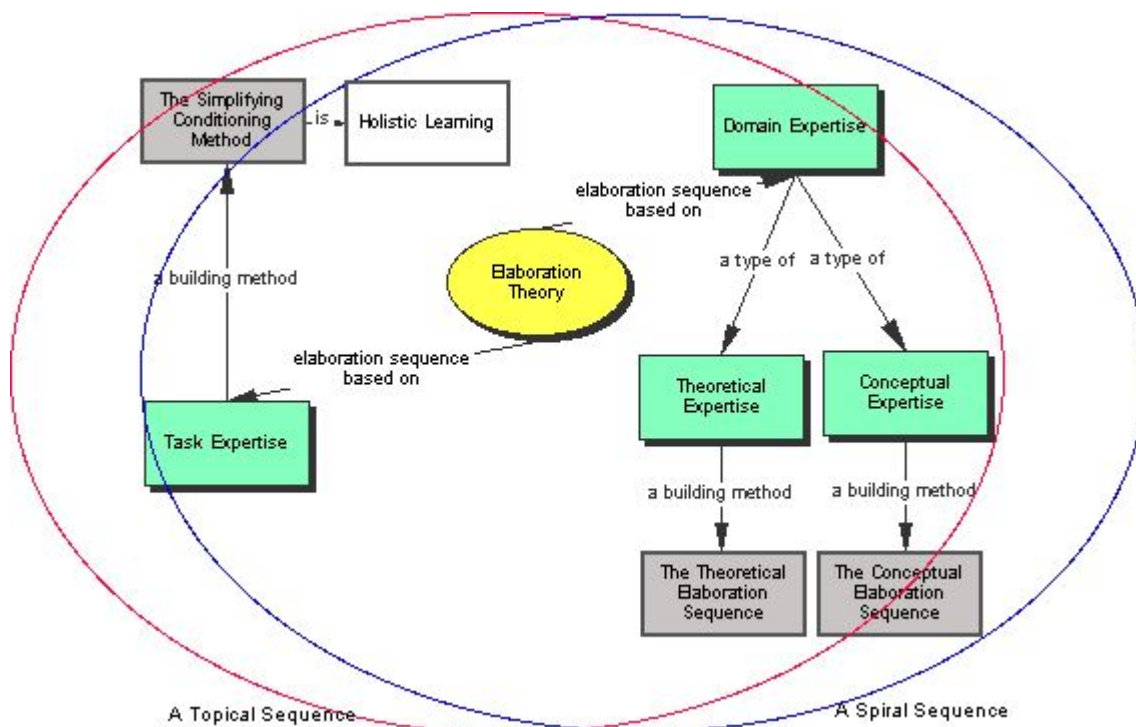 The Simplifying
Conditioning
Method
is
Holistic Learning
Domain Expertise
elaboration sequence
based on
Elaboration
Theory
a building method
a type of
a type of
elaboration sequence
based on
Theoretical
Expertise
Conceptual
Expertise
Task Expertise
a building method
a building method
The Theoretical
Elaboration
Sequence
The Conceptual
Elaboration
Sequence
A Topical Sequence
A Spiral Sequence